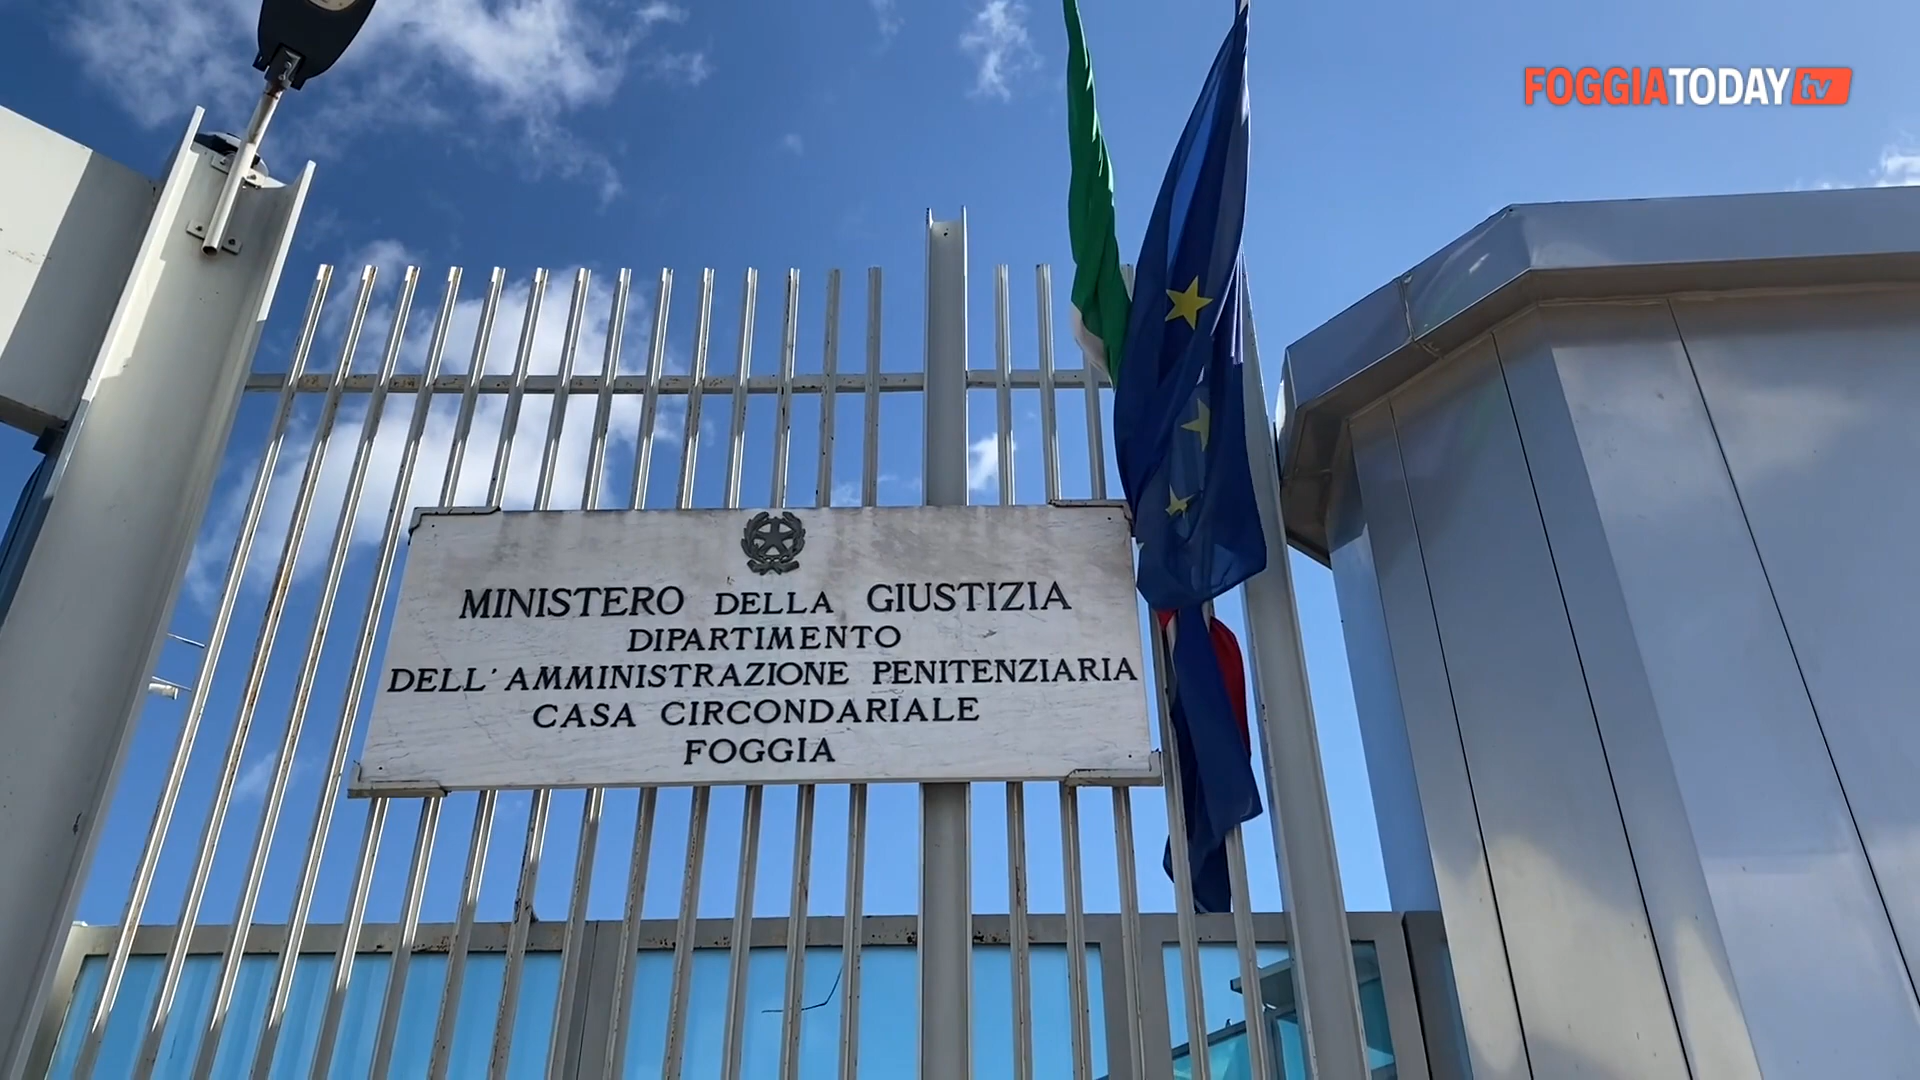 FOGGIATODAY tv
MINISTERO DELLA GIUSTIZIA
DIPARTIMENTO
DELL'AMMINISTRAZIONE PENITENZIARIA
CASA CIRCONDARIALE
FOGGIA